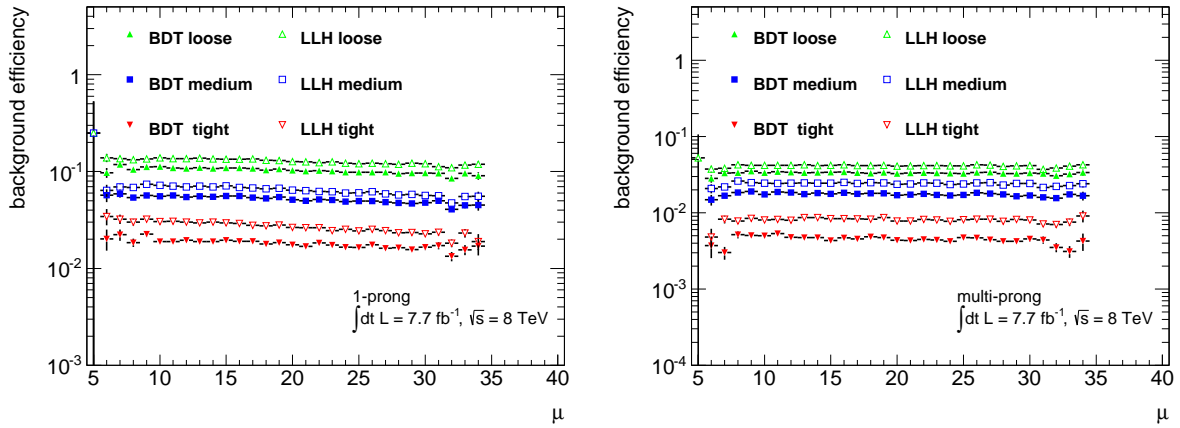 background efficiency
BDT loose LLH loose
BDT medium LLH medium
BDT tight LLH tight
1
10⁻¹
10⁻²
10⁻³
1-prong
∫dt L = 7.7 fb⁻¹, √s = 8 TeV
5 10 15 20 25 30 35 40
μ
background efficiency
BDT loose LLH loose
BDT medium LLH medium
BDT tight LLH tight
1
10⁻¹
10⁻²
10⁻³
10⁻⁴
multi-prong
∫dt L = 7.7 fb⁻¹, √s = 8 TeV
5 10 15 20 25 30 35 40
μ